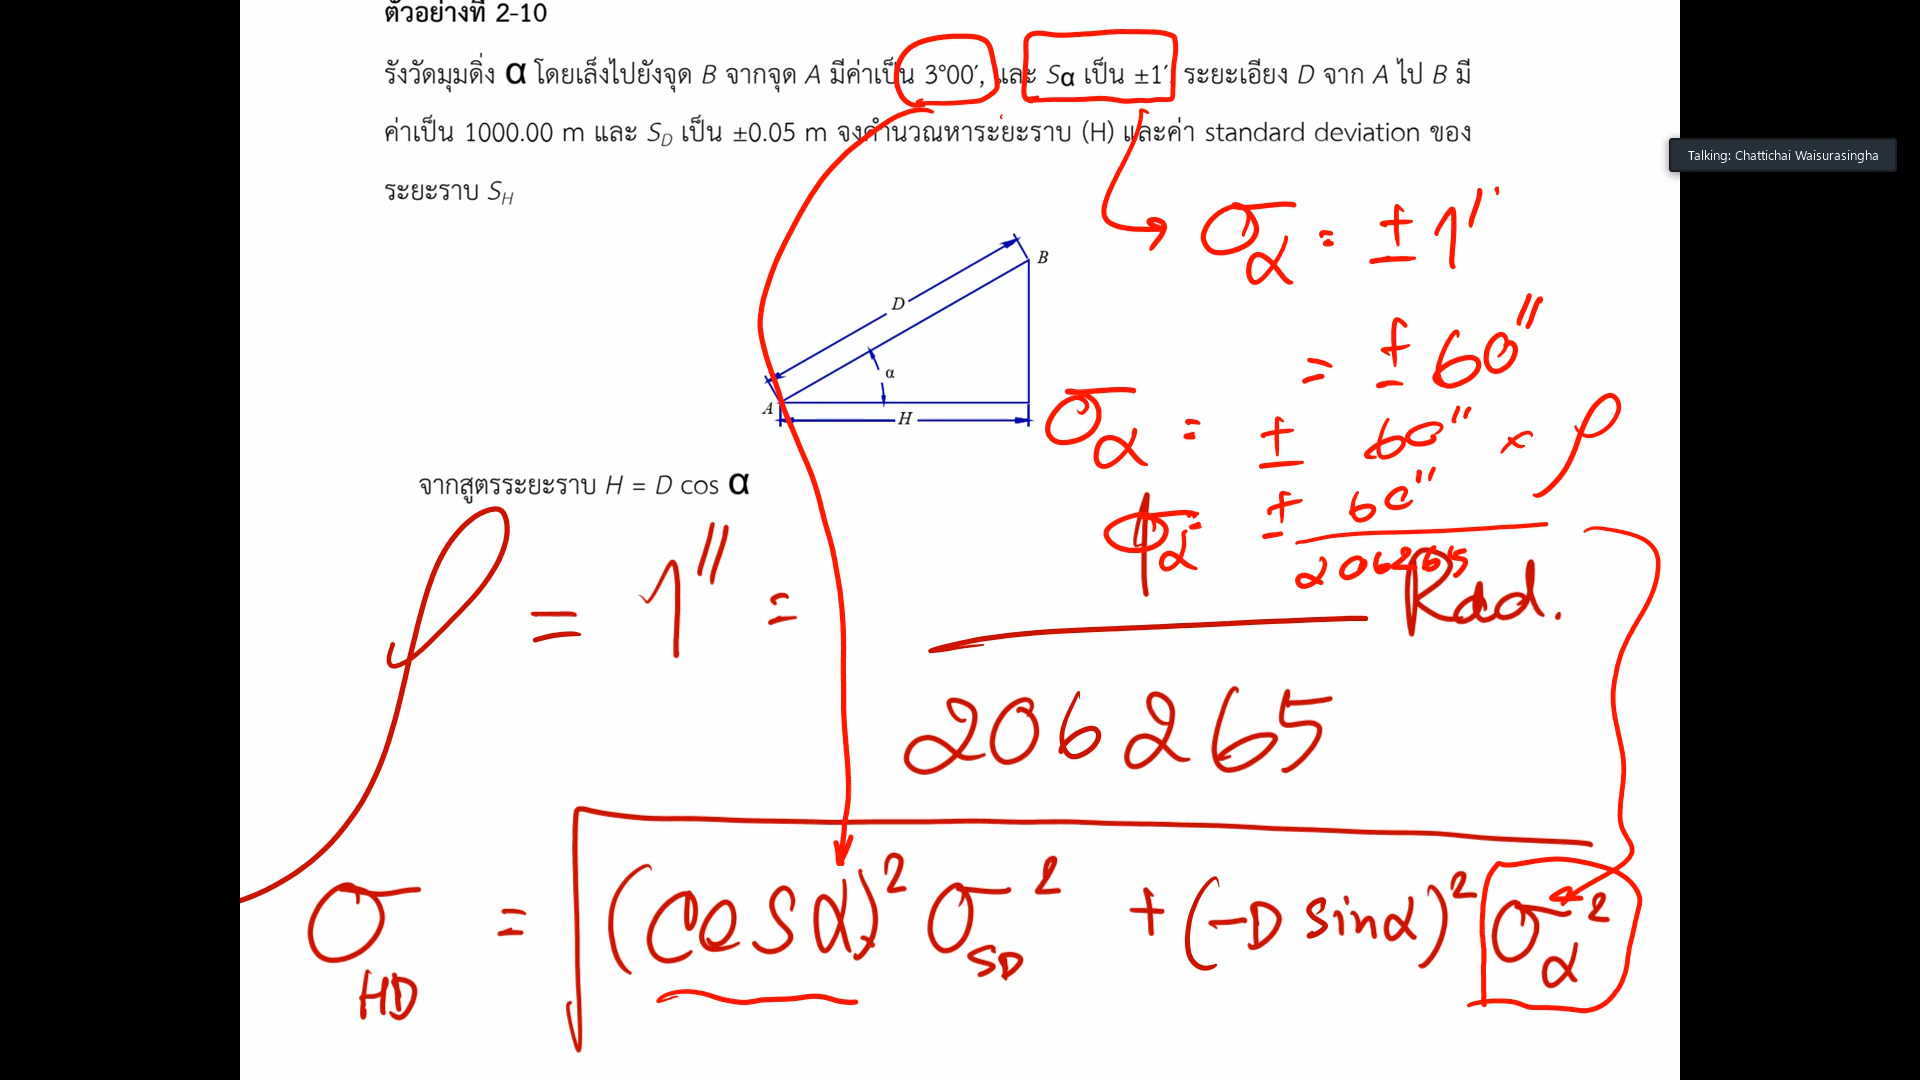 ตัวอย่างที่ 2-10
รังวัดมุมดิ่ง α โดยเล็งไปยังจุด B จากจุด A มีค่าเป็น 3°00′, และ Sα เป็น ±1′ ระยะเอียง D จาก A ไป B มี
ค่าเป็น 1000.00 m และ SD เป็น ±0.05 m จงคำนวณหาระยะราบ (H) และค่า standard deviation ของ
ระยะราบ SH
Talking: Chattichai Waisurasingha
σα = ±1′
= ±60″
σα = ±60″ × ρ
σα = ±60″
206265
B
D
α
A
H
จากสูตรระยะราบ H = D cos α
ρ = 1″ =
Rad.
206265
σHD = √(cosα)² σSD² + (-D sinα)² σα²